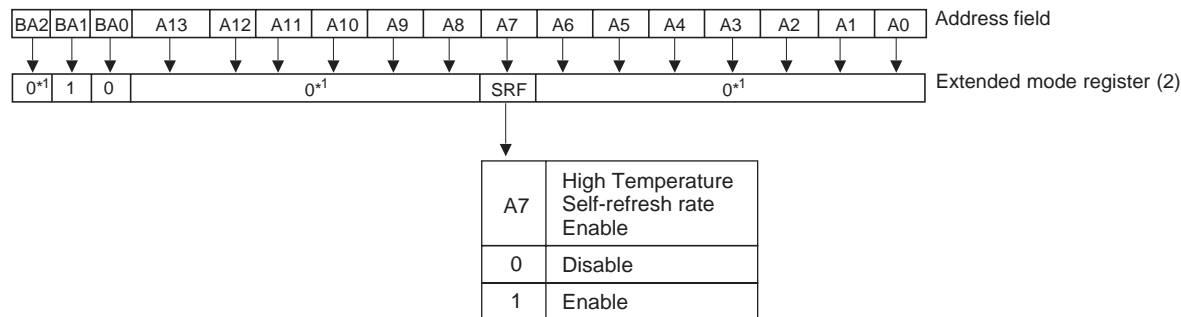 BA2 BA1 BA0 A13 A12 A11 A10 A9 A8 A7 A6 A5 A4 A3 A2 A1 A0 Address field
0*1 1 0 0*1 SRF 0*1 Extended mode register (2)
A7
High Temperature
Self-refresh rate
Enable
0 Disable
1 Enable